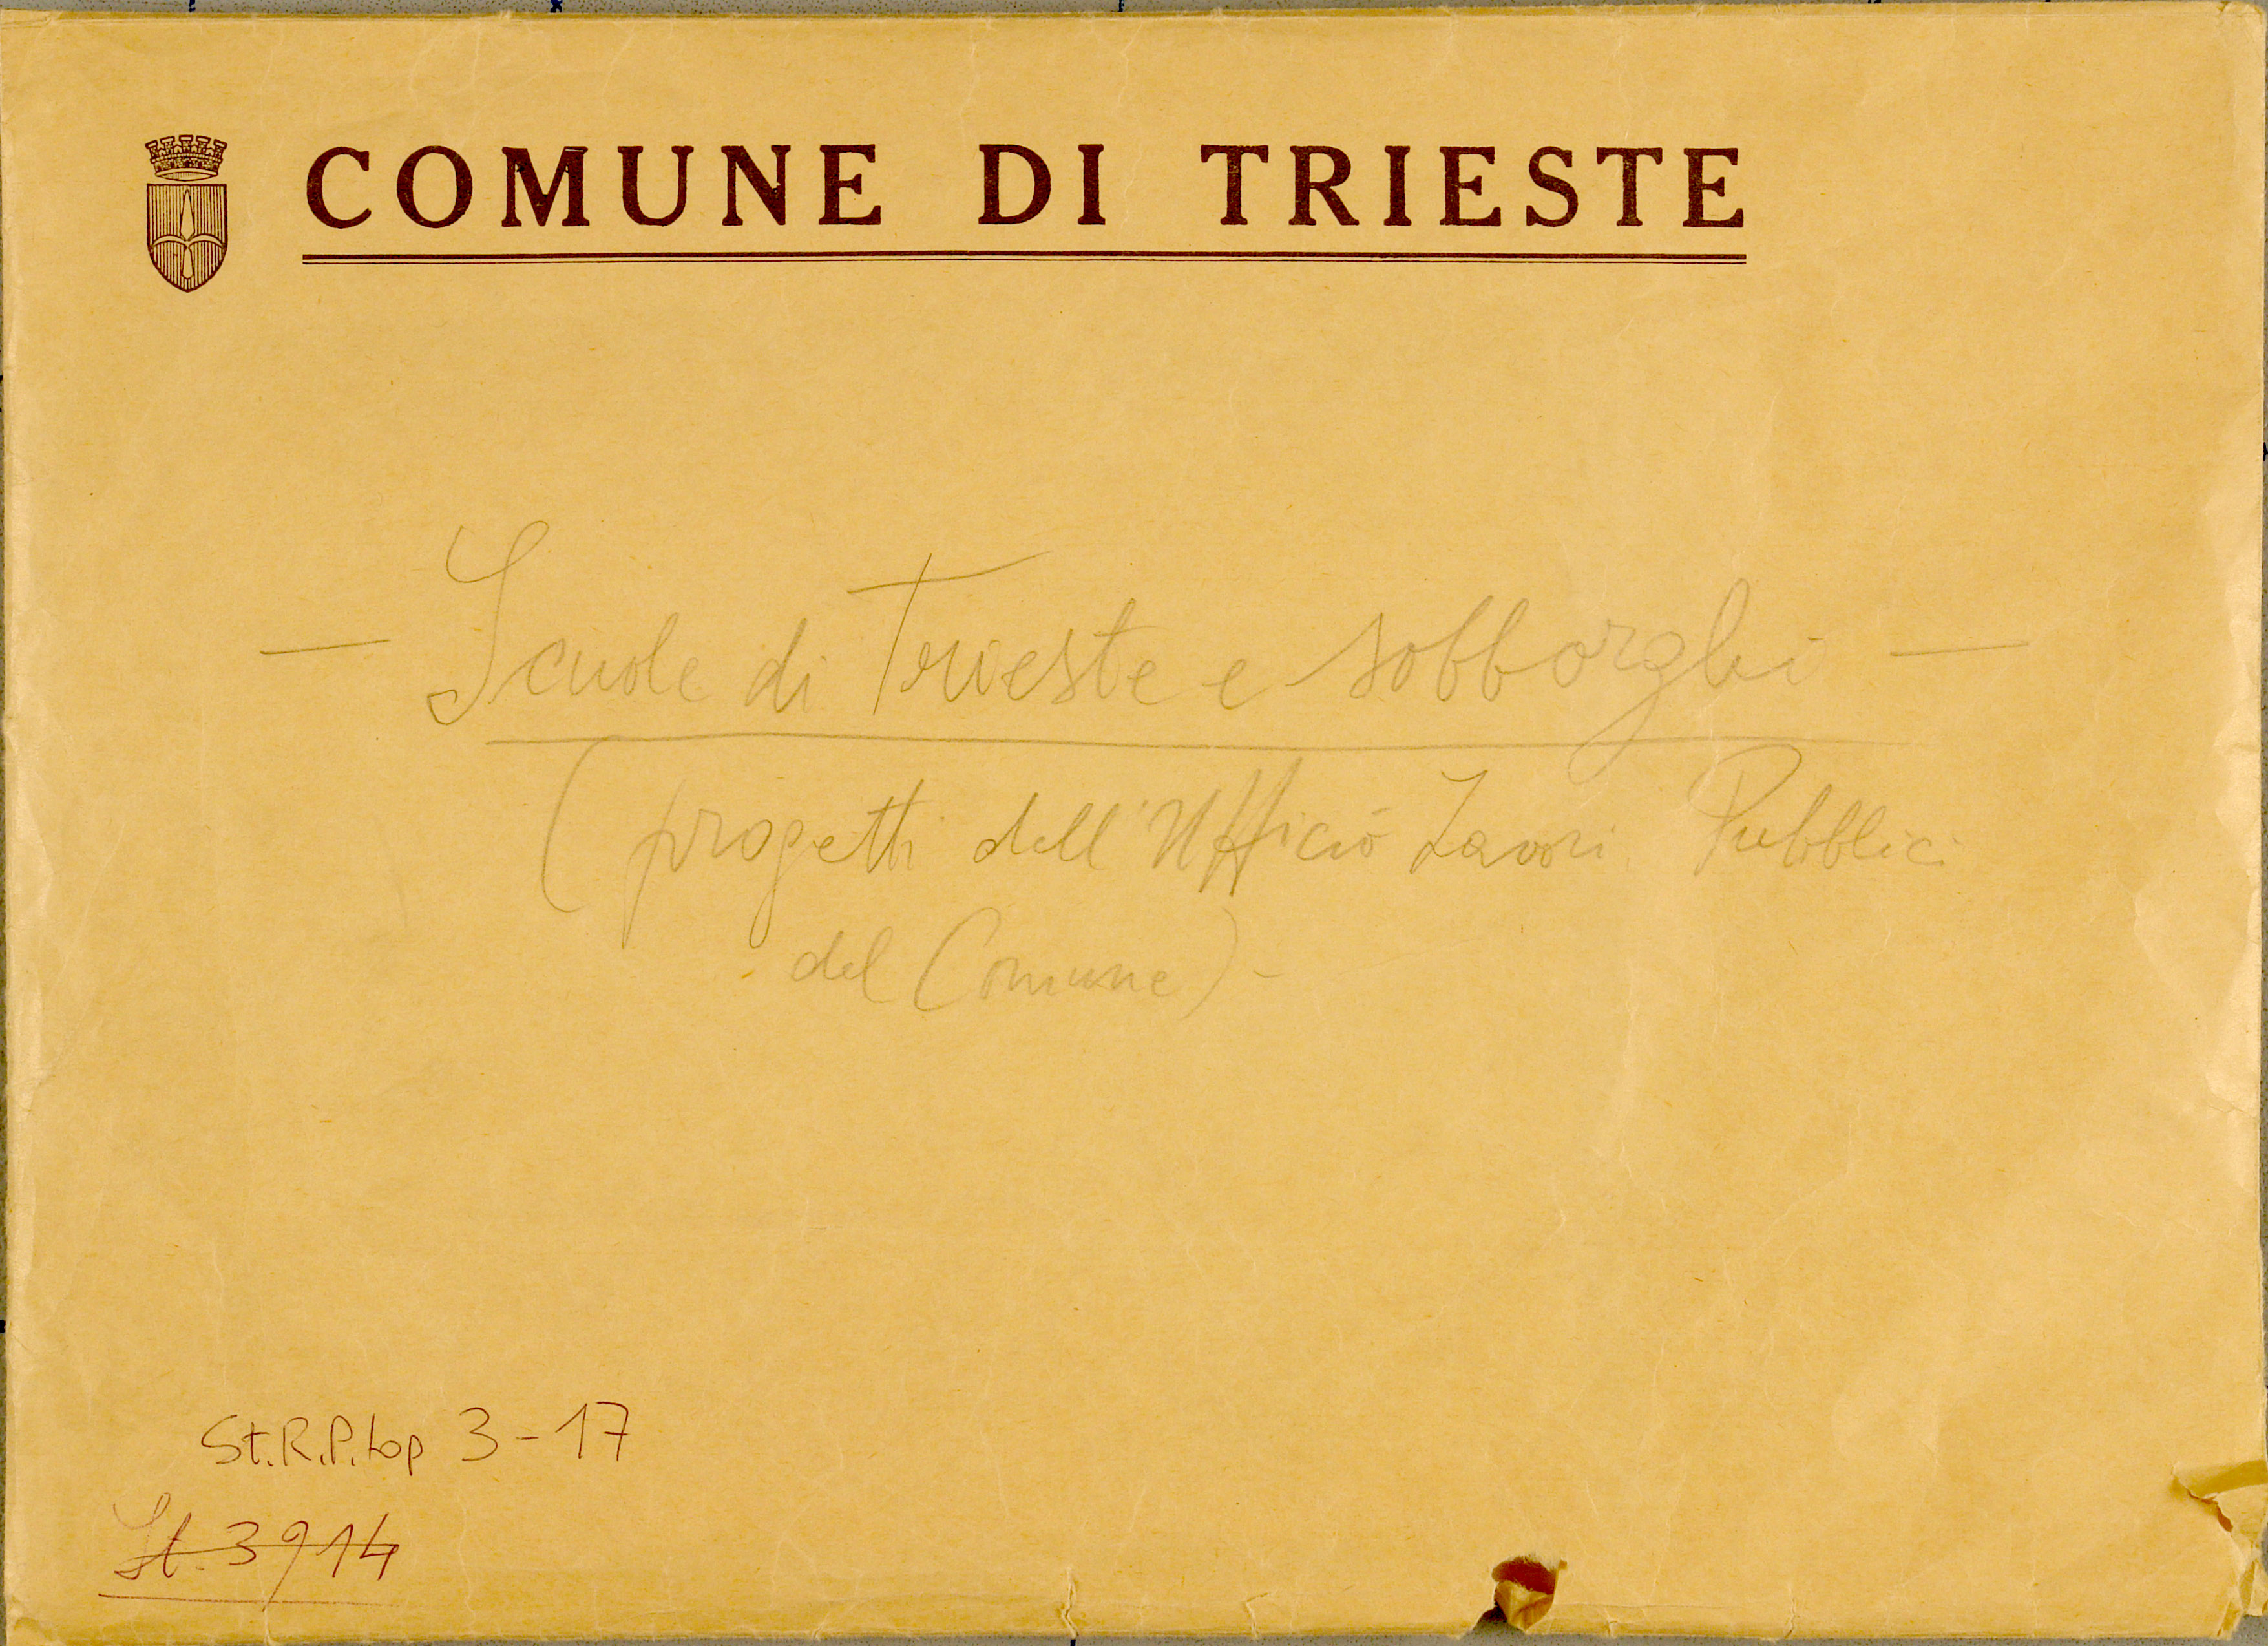 COMUNE DI TRIESTE
— Scuole di Trieste e sobborghi —
(progetti dell'Ufficio Lavori Pubblici
del Comune)-
St.R.P.top 3-17
St. 3914